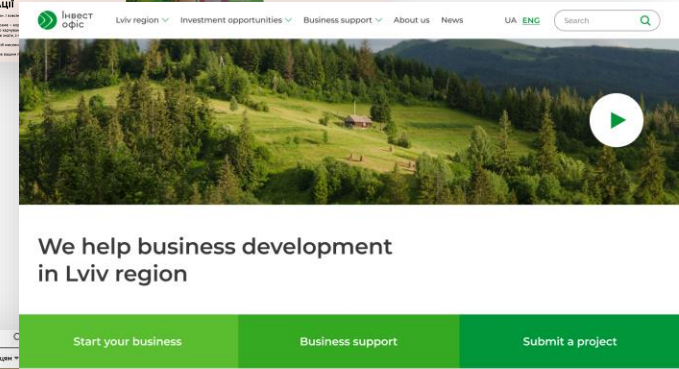 Інвест
офіс
Lviv region
Investment opportunities
Business support
About us
News
UA
ENG
Search
We help business development
in Lviv region
Start your business
Business support
Submit a project